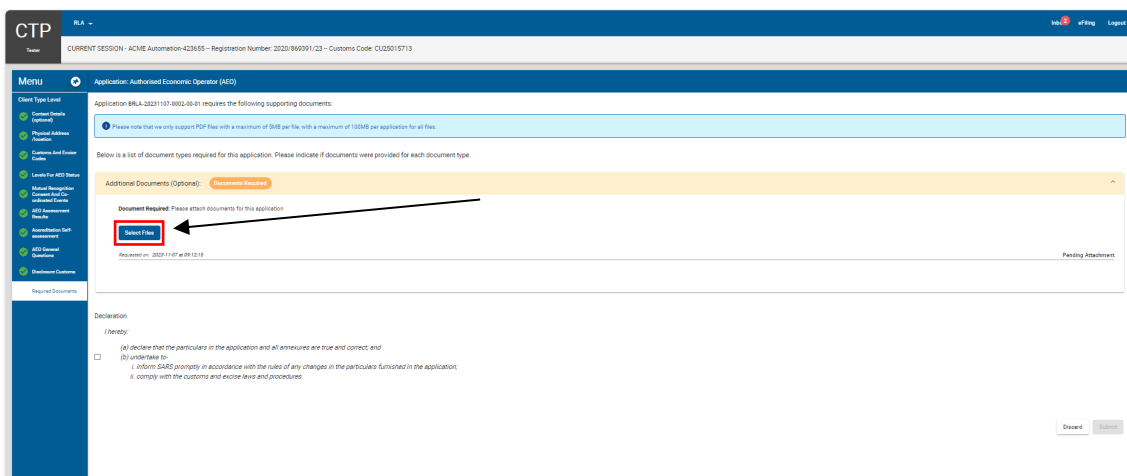 CTP
Tester
RLA
Inbox 2 eFiling Logout
CURRENT SESSION - ACME Automation-423655 -- Registration Number: 2020/869391/23 -- Customs Code: CU25015713
Menu
Client Type Level
Contact Details
(optional)
Physical Address
/location
Customs And Excise
Codes
Levels For AEO Status
Mutual Recognition
Consent And Co-
ordinated Events
AEO Assessment
Results
Accreditation Self-
assessment
AEO General
Questions
Disclosure Customs
Required Documents
Application: Authorised Economic Operator (AEO)
Application BRLA-20231107-0002-00-01 requires the following supporting documents:
Please note that we only support PDF files with a maximum of 5MB per file, with a maximum of 100MB per application for all files.
Below is a list of document types required for this application. Please indicate if documents were provided for each document type.
Additional Documents (Optional): Documents Required
Document Required: Please attach documents for this application
Select Files
Requested on: 2023-11-07 at 09:12:18
Pending Attachment
Declaration
I hereby:
(a) declare that the particulars in the application and all annexures are true and correct; and
(b) undertake to-
i. inform SARS promptly in accordance with the rules of any changes in the particulars furnished in the application;
ii. comply with the customs and excise laws and procedures.
Discard Submit